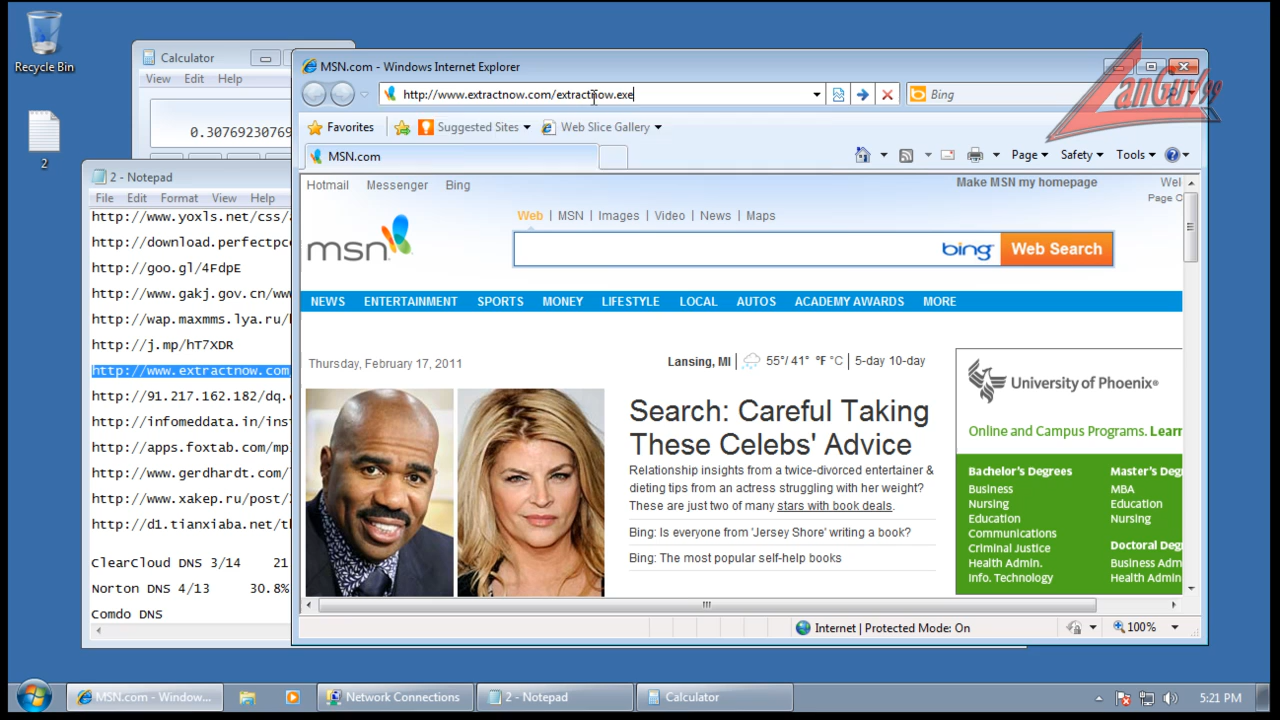 Recycle Bin
2
Calculator
View Edit Help
0.30769230769
2 - Notepad
File Edit Format View Help
http://www.yoxls.net/css/
http://download.perfectpc
http://goo.gl/4FdpE
http://www.gakj.gov.cn/ww
http://wap.maxmms.lya.ru/
http://j.mp/hT7XDR
http://www.extractnow.com
http://91.217.162.182/dq.
http://infomeddata.in/ins
http://apps.foxtab.com/mp
http://www.gerdhardt.com/
http://www.xakep.ru/post/
http://d1.tianxiaba.net/t
clearCloud DNS 3/14 21
Norton DNS 4/13 30.8%
Comdo DNS
MSN.com - Windows Internet Explorer
http://www.extractnow.com/extractnow.exe
Bing
Favorites Suggested Sites Web Slice Gallery
MSN.com
Page Safety Tools
Hotmail Messenger Bing
Make MSN my homepage
Wel
Page C
Web | MSN | Images | Video | News | Maps
msn
bing Web Search
NEWS ENTERTAINMENT SPORTS MONEY LIFESTYLE LOCAL AUTOS ACADEMY AWARDS MORE
Thursday, February 17, 2011
Lansing, MI | 55°/ 41° °F °C | 5-day 10-day
Search: Careful Taking
These Celebs' Advice
Relationship insights from a twice-divorced entertainer &
dieting tips from an actress struggling with her weight?
These are just two of many stars with book deals.
Bing: Is everyone from 'Jersey Shore' writing a book?
Bing: The most popular self-help books
University of Phoenix®
Online and Campus Programs. Learn
Bachelor's Degrees
Business
Nursing
Education
Communications
Criminal Justice
Health Admin.
Info. Technology
Master's Deg
MBA
Education
Nursing
Doctoral Deg
Business Adm
Health Admin
Internet | Protected Mode: On
100%
MSN.com - Window...
Network Connections
2 - Notepad
Calculator
5:21 PM